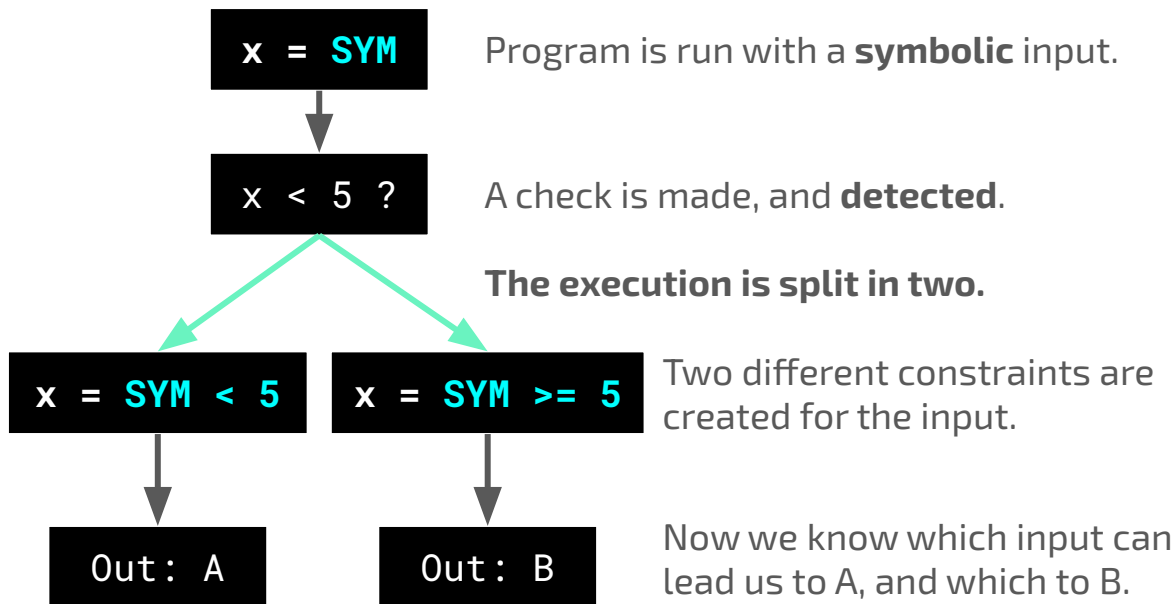 x = SYM
Program is run with a symbolic input.
x < 5 ?
A check is made, and detected.
The execution is split in two.
x = SYM < 5
x = SYM >= 5
Two different constraints are
created for the input.
Out: A
Out: B
Now we know which input can
lead us to A, and which to B.